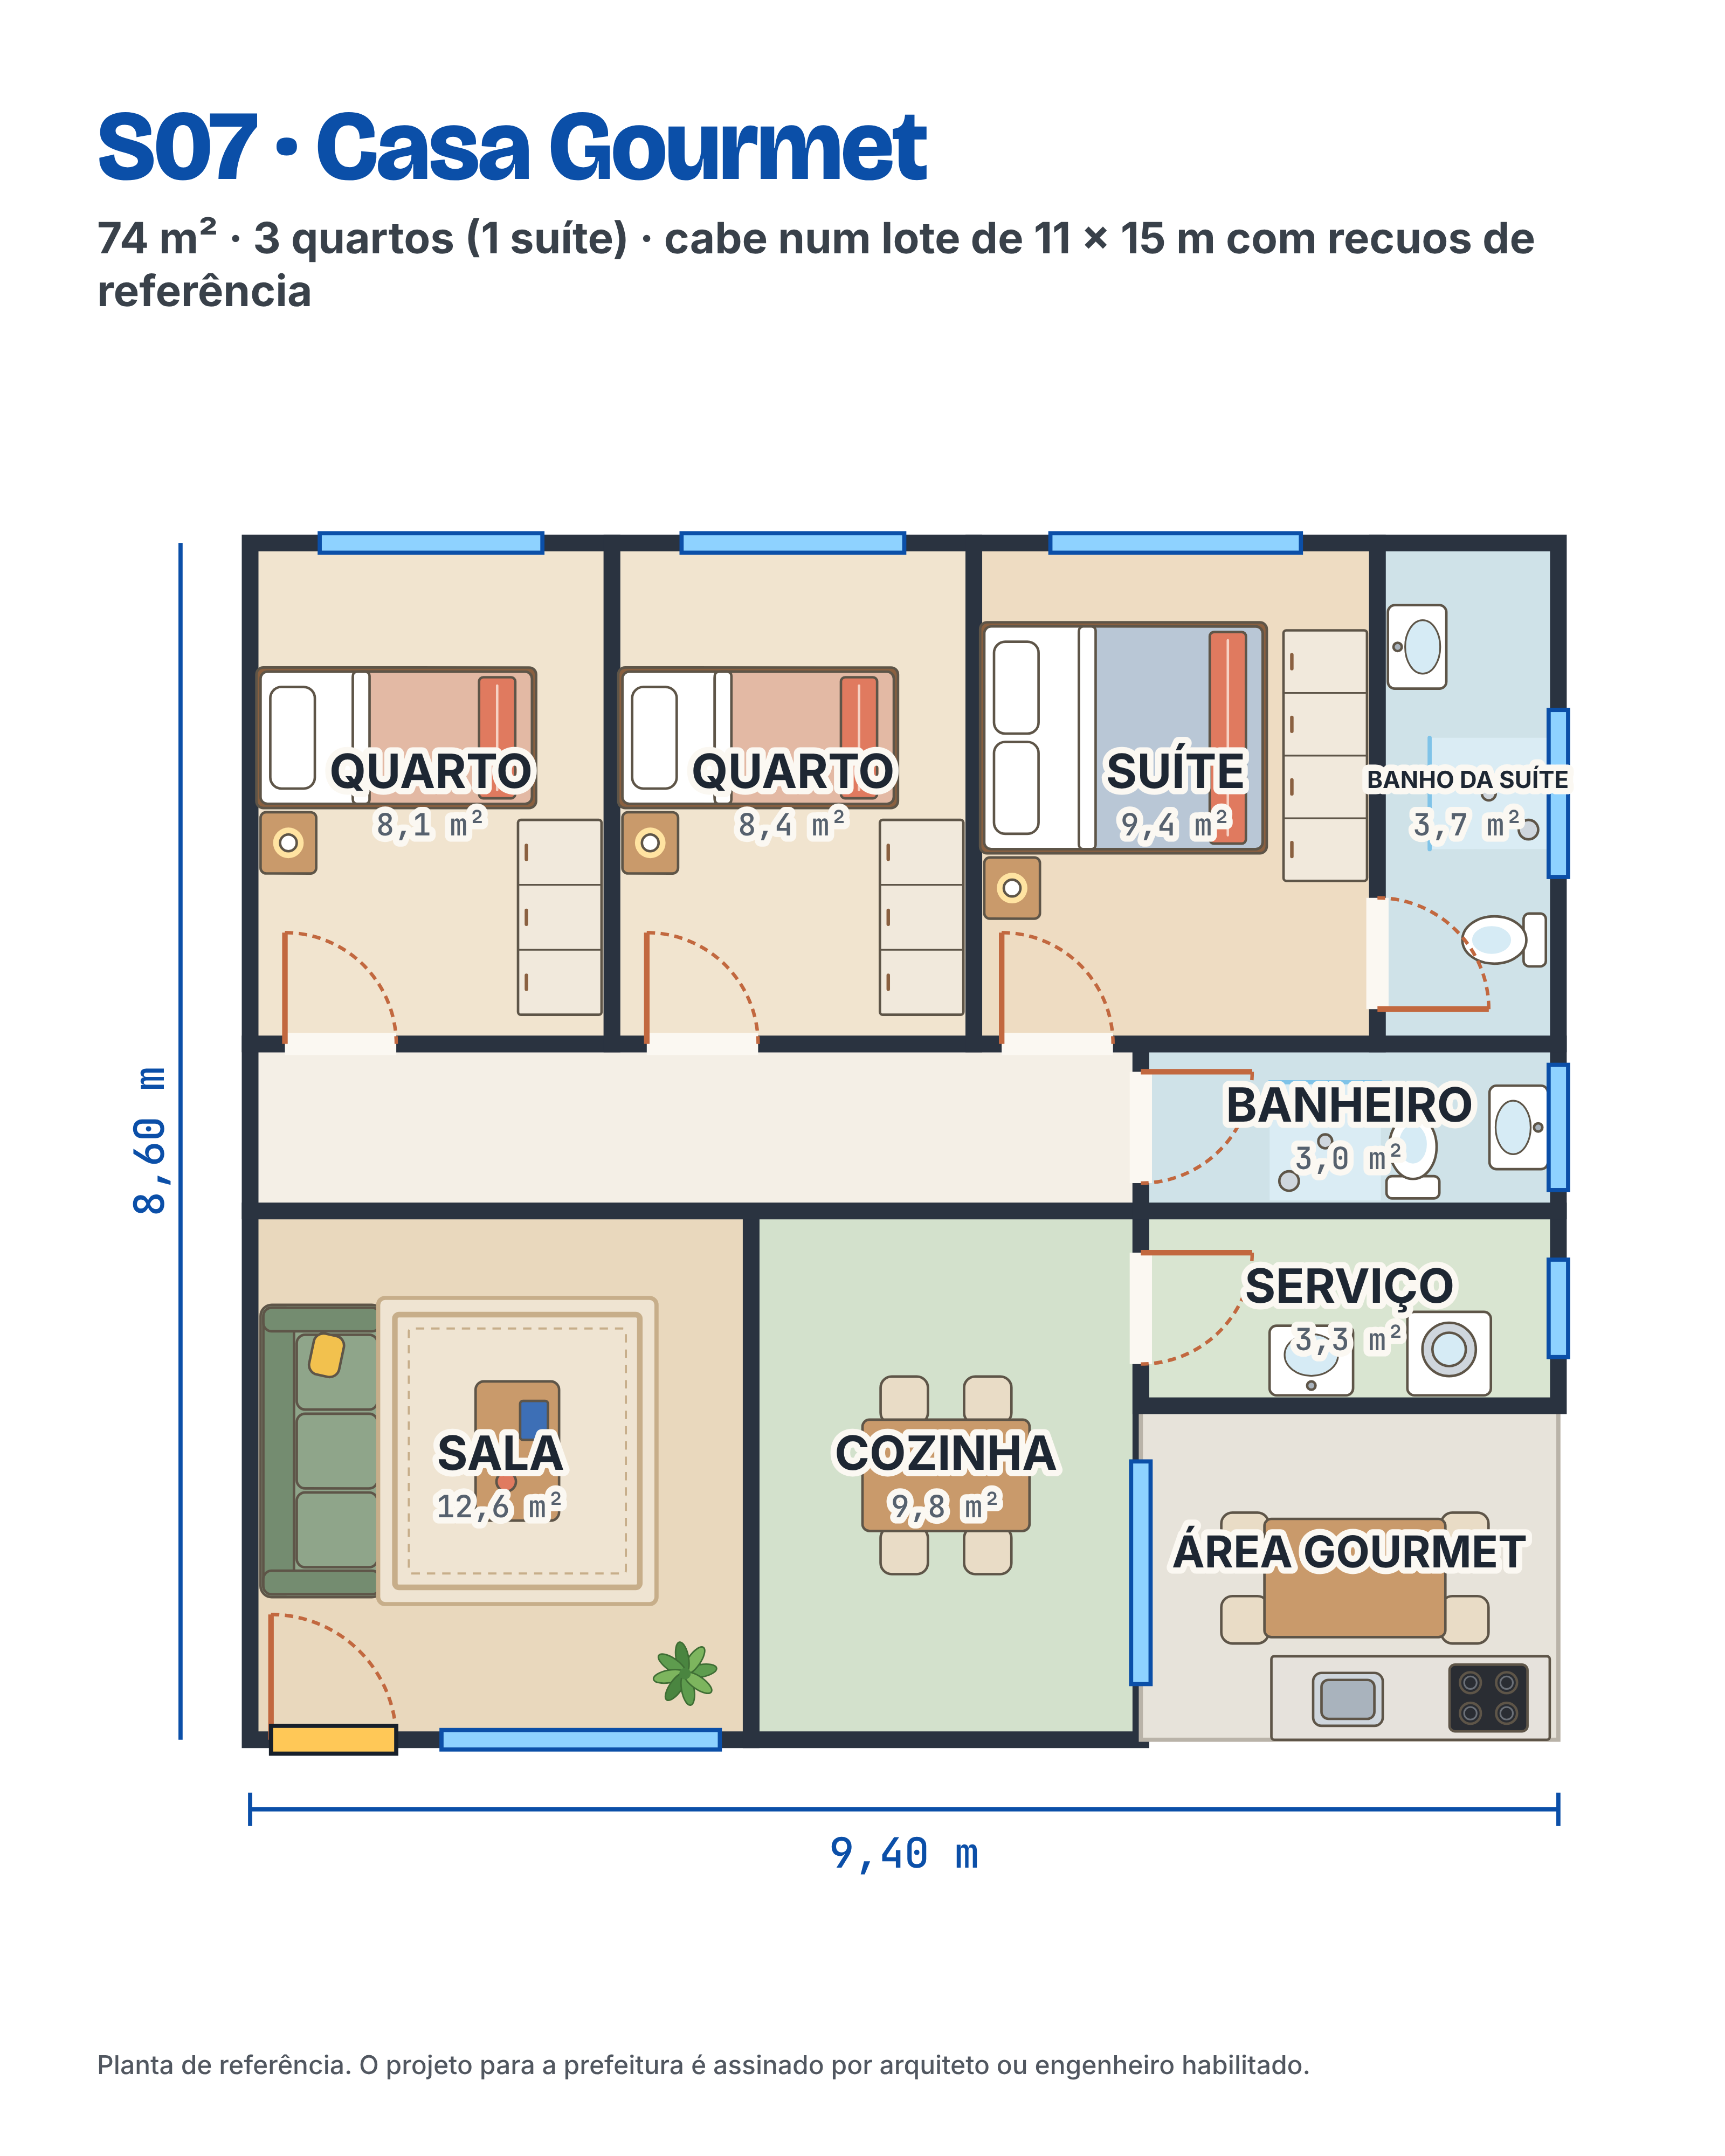 S07 · Casa Gourmet
74 m² · 3 quartos (1 suíte) · cabe num lote de 11 × 15 m com recuos de
referência
QUARTO
8,1 m²
QUARTO
8,4 m²
SUÍTE
9,4 m²
BANHO DA SUÍTE
3,7 m²
BANHEIRO
3,0 m²
SERVIÇO
3,3 m²
SALA
12,6 m²
COZINHA
9,8 m²
ÁREA GOURMET
8,60 m
9,40 m
Planta de referência. O projeto para a prefeitura é assinado por arquiteto ou engenheiro habilitado.